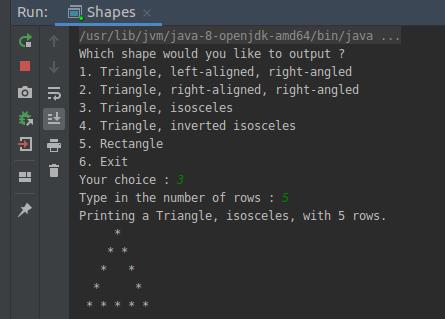 Run: Shapes ×
/usr/lib/jvm/java-8-openjdk-amd64/bin/java ...
Which shape would you like to output ?
1. Triangle, left-aligned, right-angled
2. Triangle, right-aligned, right-angled
3. Triangle, isosceles
4. Triangle, inverted isosceles
5. Rectangle
6. Exit
Your choice : 3
Type in the number of rows : 5
Printing a Triangle, isosceles, with 5 rows.
     *
    * *
   *   *
  *     *
 * * * * *